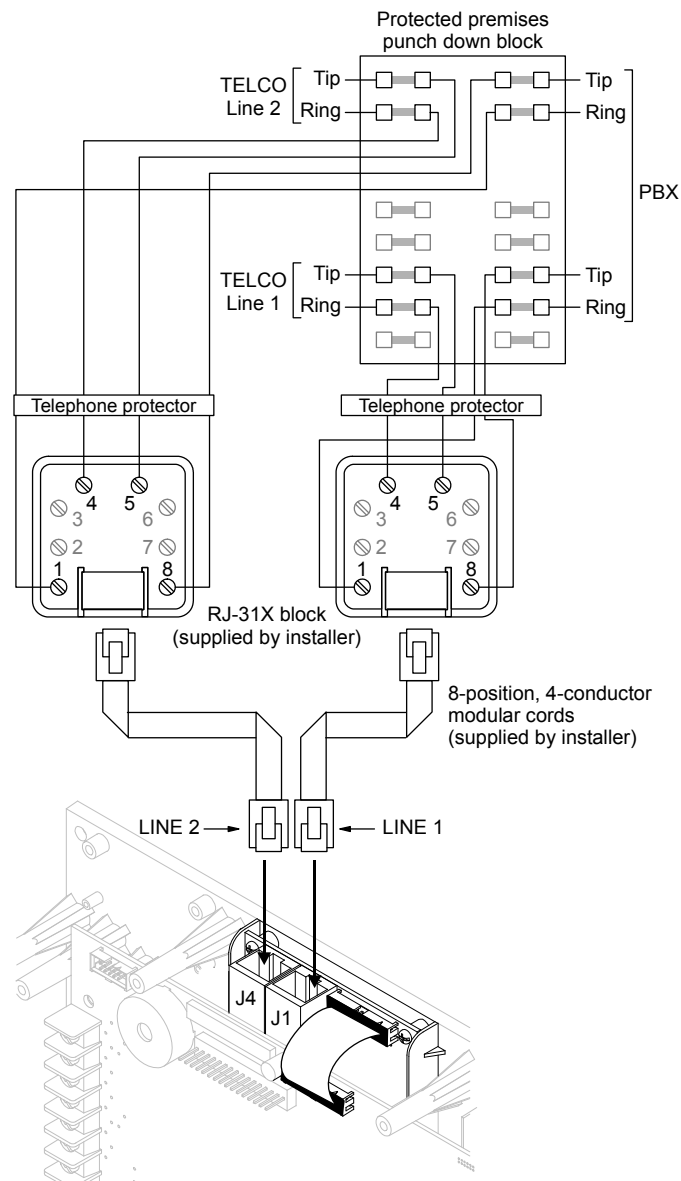 Protected premises
punch down block
TELCO
Line 2
Tip
Ring
Tip
Ring
PBX
TELCO
Line 1
Tip
Ring
Tip
Ring
Telephone protector
Telephone protector
4 5
3 6
2 7
1 8
4 5
3 6
2 7
1 8
RJ-31X block
(supplied by installer)
8-position, 4-conductor
modular cords
(supplied by installer)
LINE 2
LINE 1
J4
J1